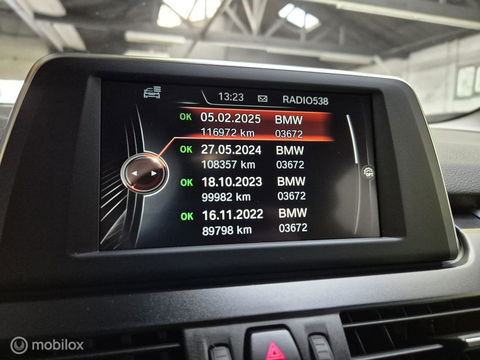 13:23 RADIO538
OK 05.02.2025 BMW
116972 km 03672
OK 27.05.2024 BMW
108357 km 03672
OK 18.10.2023 BMW
99982 km 03672
OK 16.11.2022 BMW
89798 km 03672
mobilox